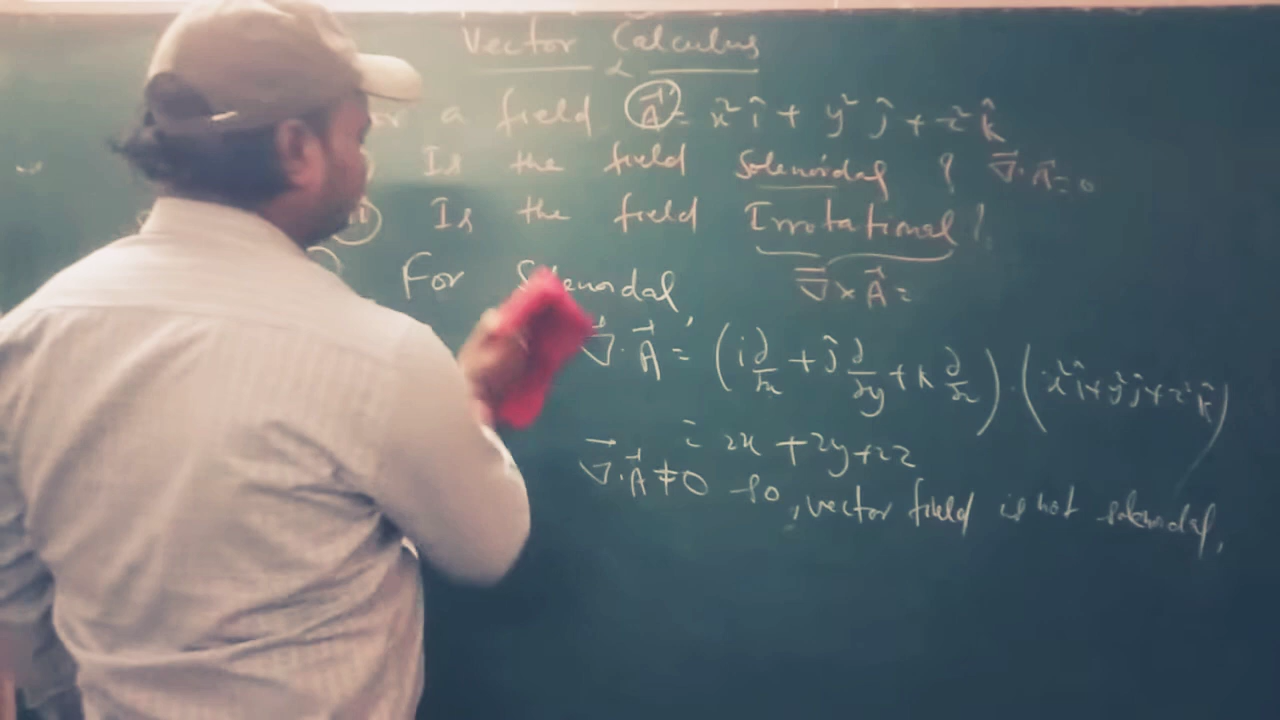 Vector Calculus
a field A⃗ = x² î + y² ĵ + z² k̂
Is the field Solenoidal ? ∇⃗·A⃗=0
(ii) Is the field Irrotational !
∇⃗×A⃗=
For Solenoidal,
∇⃗·A⃗ = (i ∂/∂x + ĵ ∂/∂y + k ∂/∂z)·(x²î+y²ĵ+z²k̂)
= 2x + 2y+2z
∇⃗·A⃗ ≠0 so, vector field is not solenoidal,